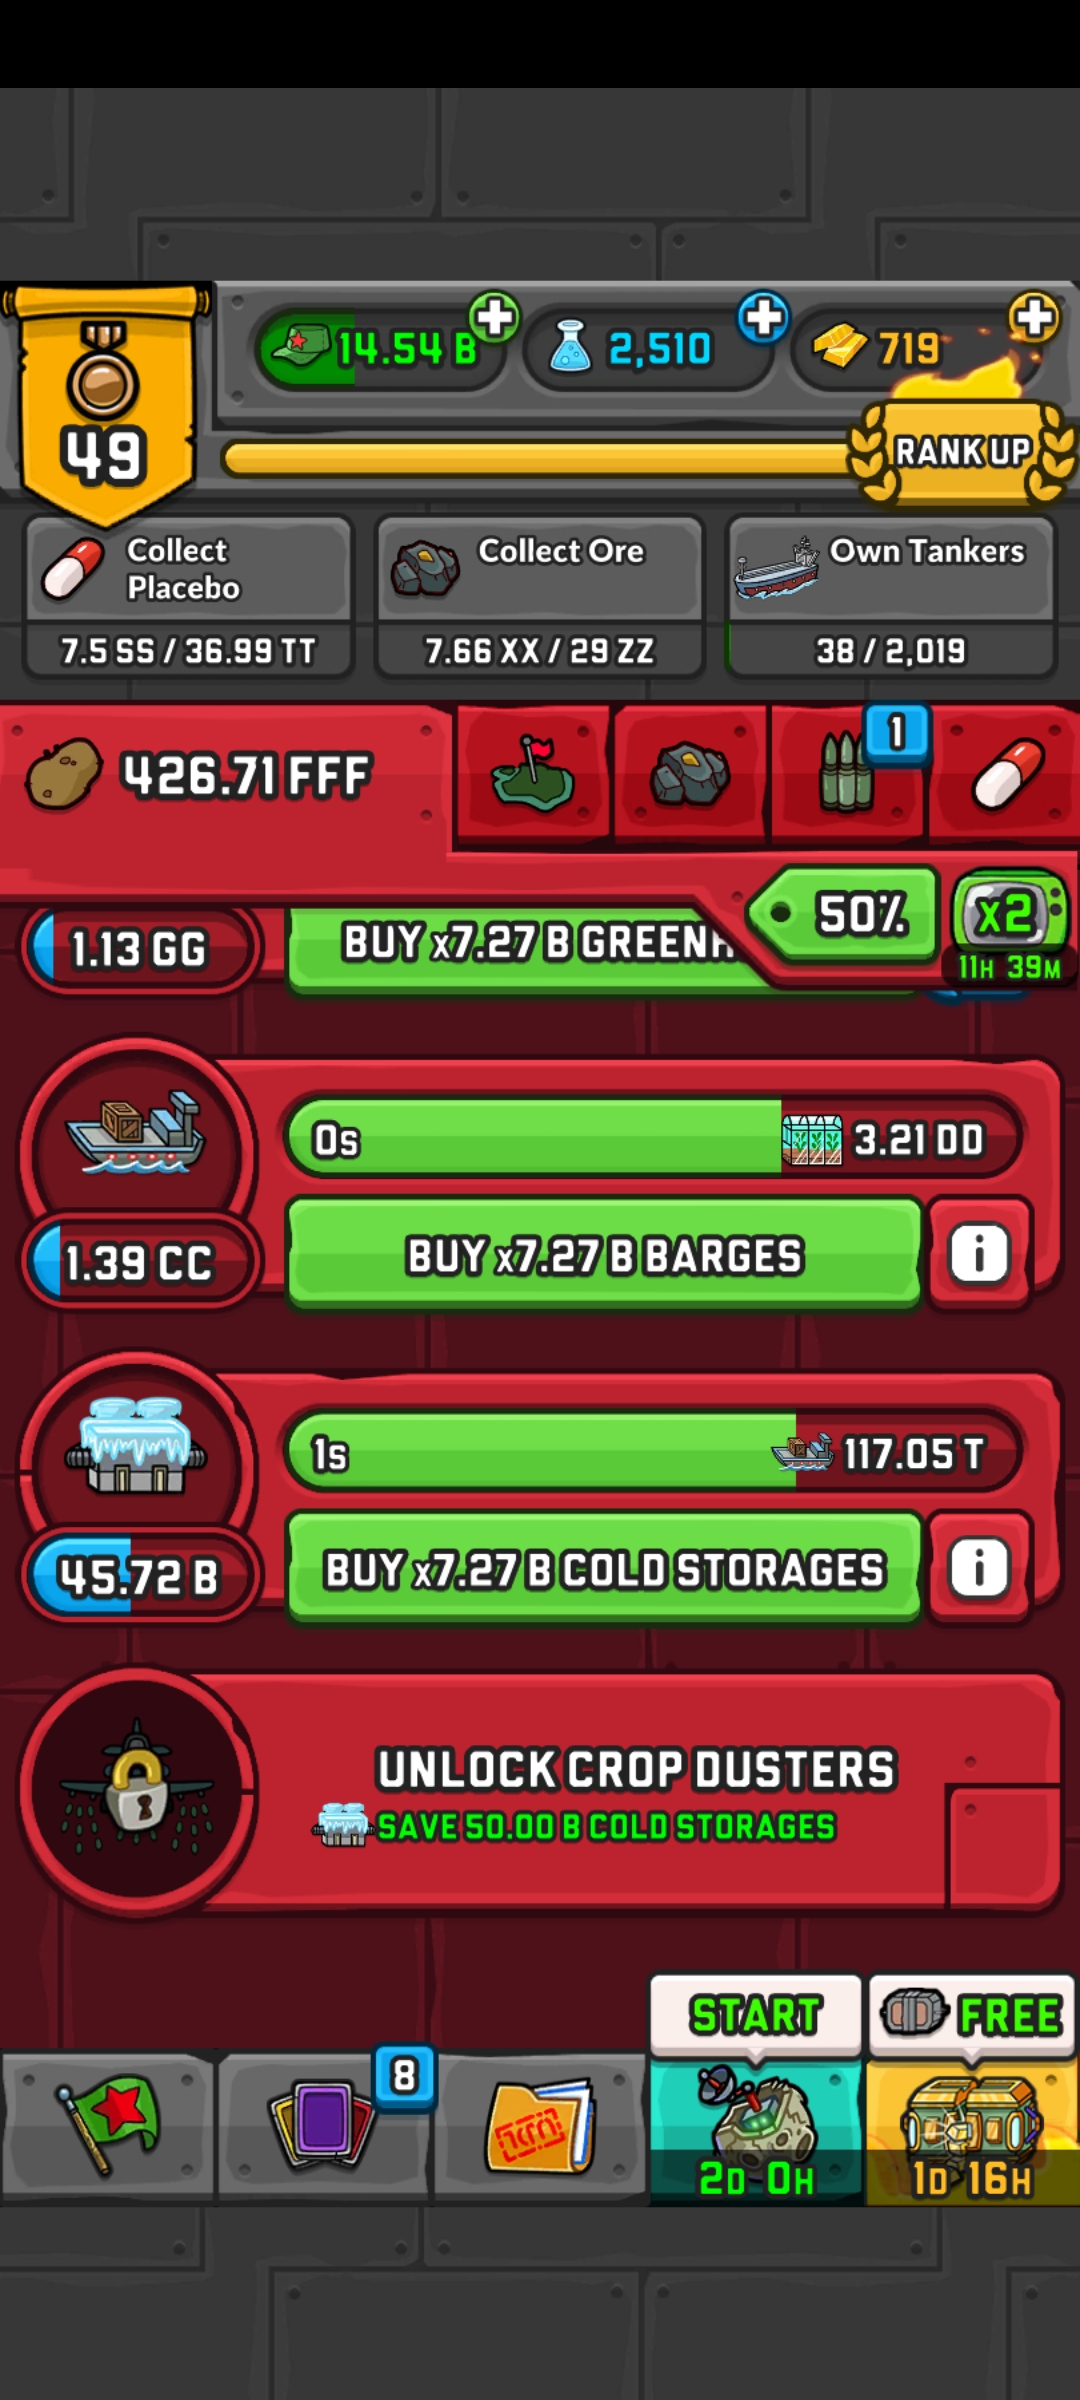 14.54 B
2,510
719
49
RANK UP
Collect
Placebo
7.5 SS / 36.99 TT
Collect Ore
7.66 XX / 29 ZZ
Own Tankers
38 / 2,019
426.71 FFF
1
50%
x2
11H 39M
1.13 GG
BUY x7.27 B GREENH
0s
3.21 DD
1.39 CC
BUY x7.27 B BARGES
i
1s
117.05 T
45.72 B
BUY x7.27 B COLD STORAGES
i
UNLOCK CROP DUSTERS
SAVE 50.00 B COLD STORAGES
START
FREE
8
2D 0H
1D 16H